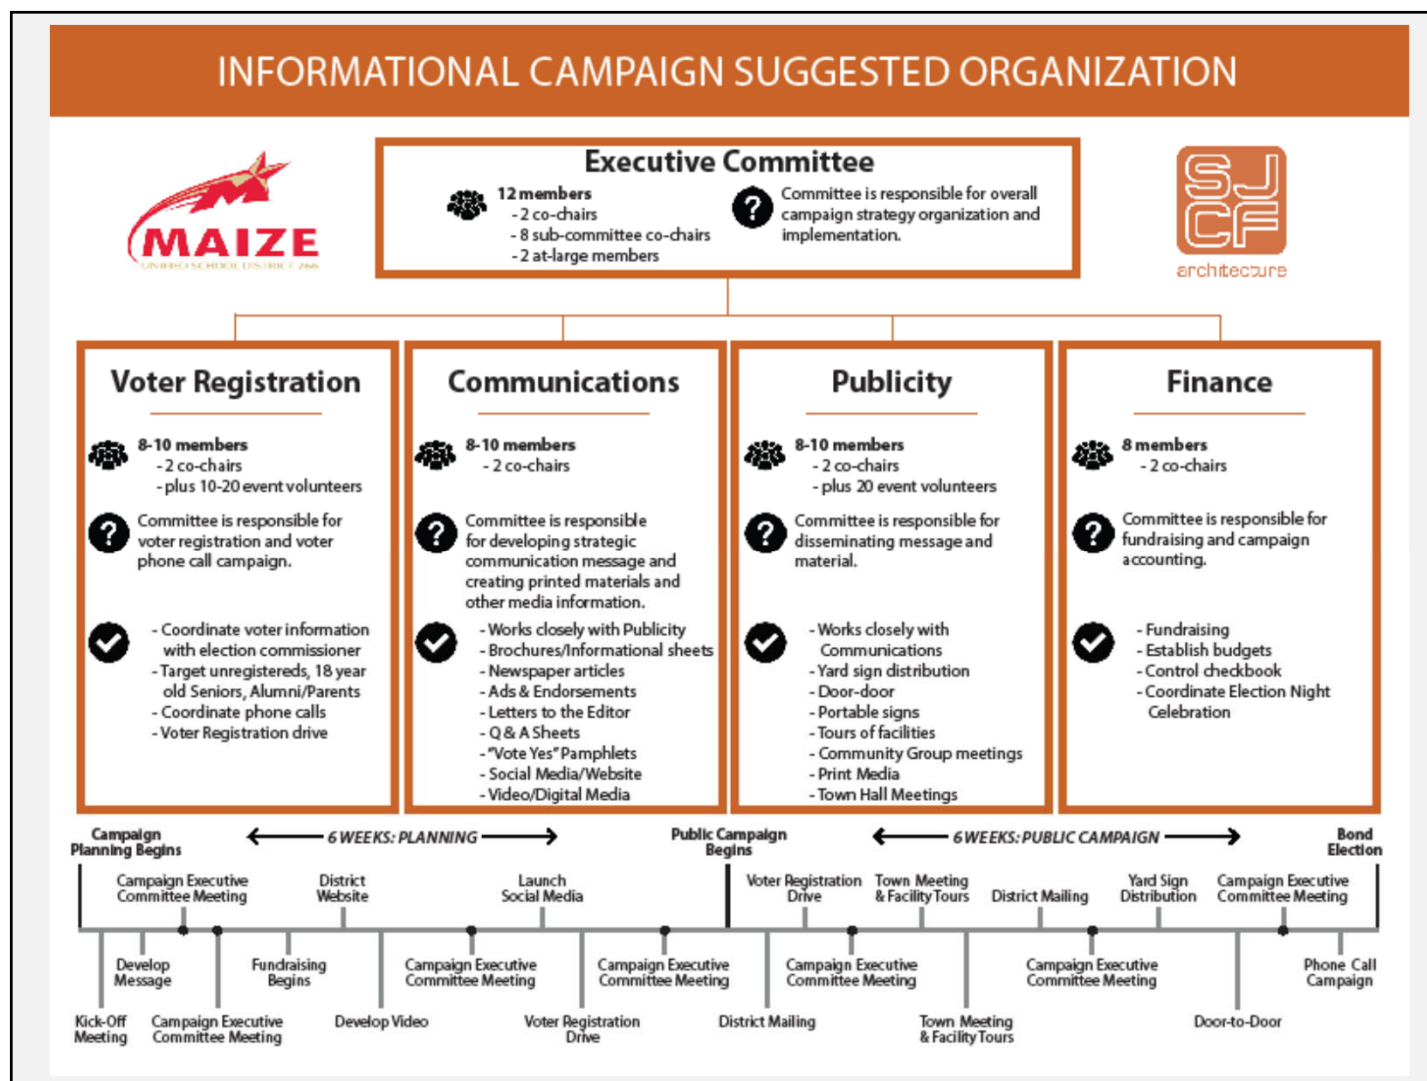 INFORMATIONAL CAMPAIGN SUGGESTED ORGANIZATION
MAIZE
UNIFIED SCHOOL DISTRICT 266
Executive Committee
12 members
- 2 co-chairs
- 8 sub-committee co-chairs
- 2 at-large members
Committee is responsible for overall
campaign strategy organization and
implementation.
SJ
CF
architecture
Voter Registration
8-10 members
- 2 co-chairs
- plus 10-20 event volunteers
Committee is responsible for
voter registration and voter
phone call campaign.
- Coordinate voter information
with election commissioner
- Target unregistereds, 18 year
old Seniors, Alumni/Parents
- Coordinate phone calls
- Voter Registration drive
Communications
8-10 members
- 2 co-chairs
Committee is responsible
for developing strategic
communication message and
creating printed materials and
other media information.
- Works closely with Publicity
- Brochures/Informational sheets
- Newspaper articles
- Ads & Endorsements
- Letters to the Editor
- Q & A Sheets
- "Vote Yes" Pamphlets
- Social Media/Website
- Video/Digital Media
Publicity
8-10 members
- 2 co-chairs
- plus 20 event volunteers
Committee is responsible for
disseminating message and
material.
- Works closely with
Communications
- Yard sign distribution
- Door-door
- Portable signs
- Tours of facilities
- Community Group meetings
- Print Media
- Town Hall Meetings
Finance
8 members
- 2 co-chairs
Committee is responsible for
fundraising and campaign
accounting.
- Fundraising
- Establish budgets
- Control checkbook
- Coordinate Election Night
Celebration
Campaign
Planning Begins
6 WEEKS: PLANNING
Public Campaign
Begins
6 WEEKS: PUBLIC CAMPAIGN
Bond
Election
Campaign Executive
Committee Meeting
District
Website
Launch
Social Media
Voter Registration
Drive
Town Meeting
& Facility Tours
District Mailing
Yard Sign
Distribution
Campaign Executive
Committee Meeting
Develop
Message
Fundraising
Begins
Campaign Executive
Committee Meeting
Campaign Executive
Committee Meeting
Campaign Executive
Committee Meeting
Campaign Executive
Committee Meeting
Phone Call
Campaign
Kick-Off
Meeting
Campaign Executive
Committee Meeting
Develop Video
Voter Registration
Drive
District Mailing
Town Meeting
& Facility Tours
Door-to-Door